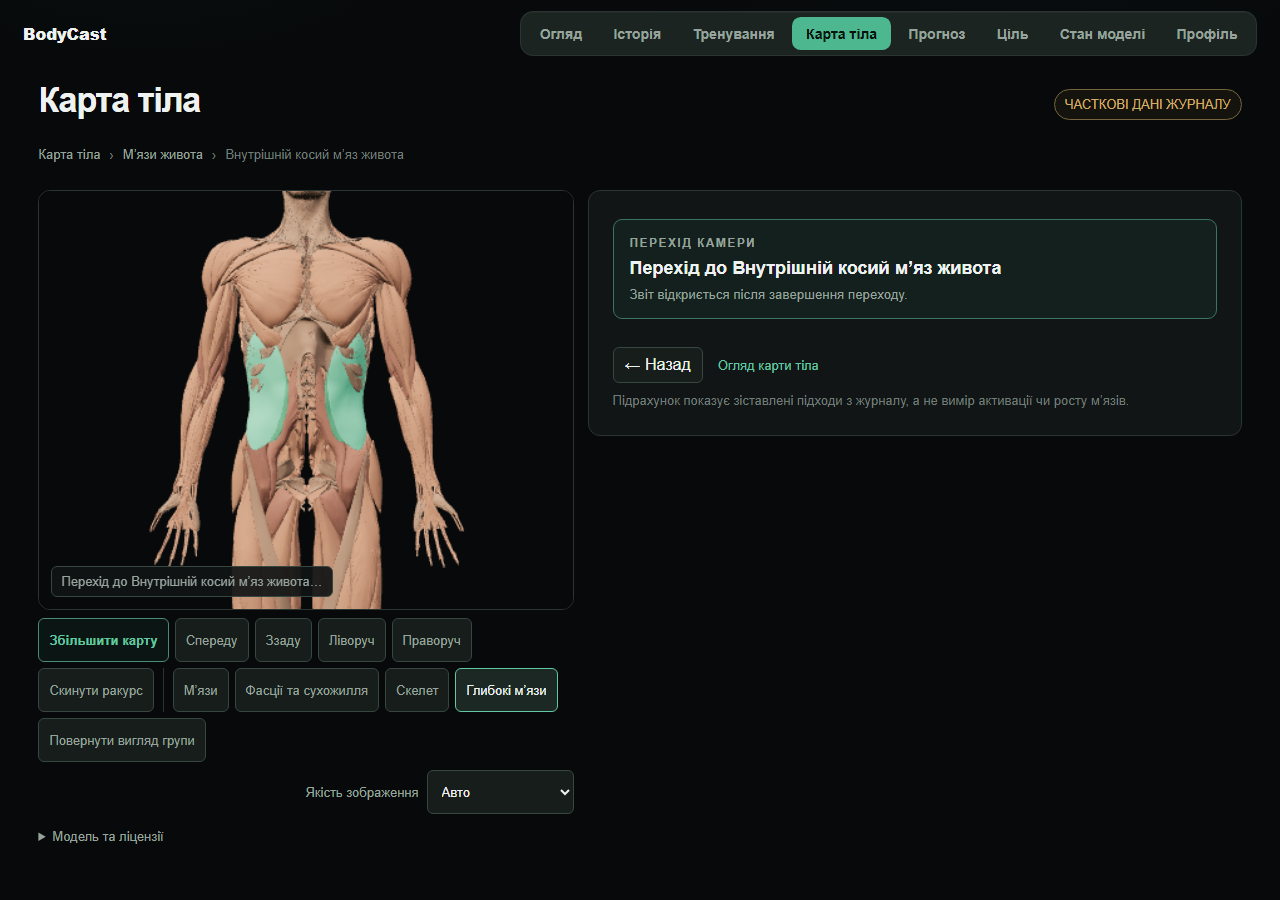 BodyCast
Огляд
Історія
Тренування
Карта тіла
Прогноз
Ціль
Стан моделі
Профіль
Карта тіла
ЧАСТКОВІ ДАНІ ЖУРНАЛУ
Карта тіла › М’язи живота › Внутрішній косий м’яз живота
ПЕРЕХІД КАМЕРИ
Перехід до Внутрішній косий м’яз живота
Звіт відкриється після завершення переходу.
← Назад
Огляд карти тіла
Підрахунок показує зіставлені підходи з журналу, а не вимір активації чи росту м’язів.
Перехід до Внутрішній косий м’яз живота…
Збільшити карту
Спереду
Ззаду
Ліворуч
Праворуч
Скинути ракурс
М’язи
Фасції та сухожилля
Скелет
Глибокі м’язи
Повернути вигляд групи
Якість зображення
Авто
Модель та ліцензії